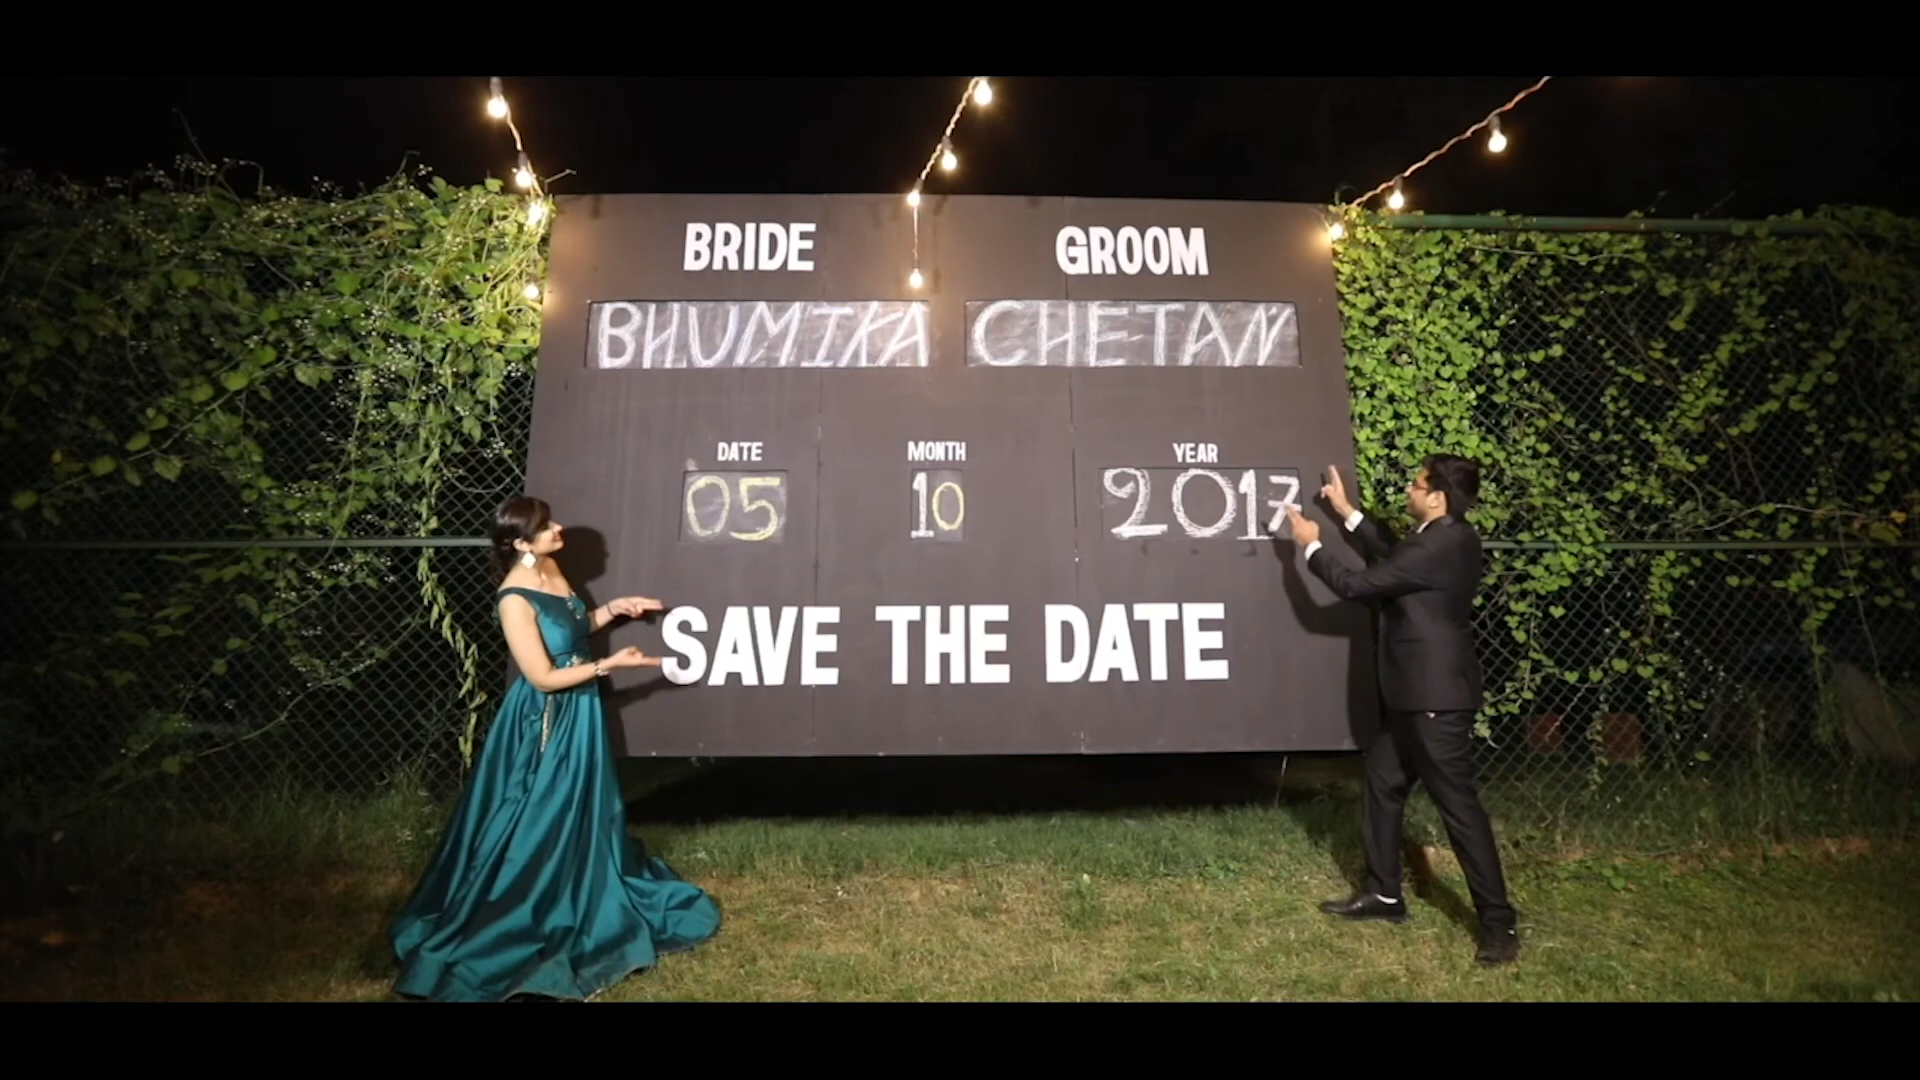 BRIDE GROOM
BHUMIKA CHETAN
DATE MONTH YEAR
05 10 2017
SAVE THE DATE